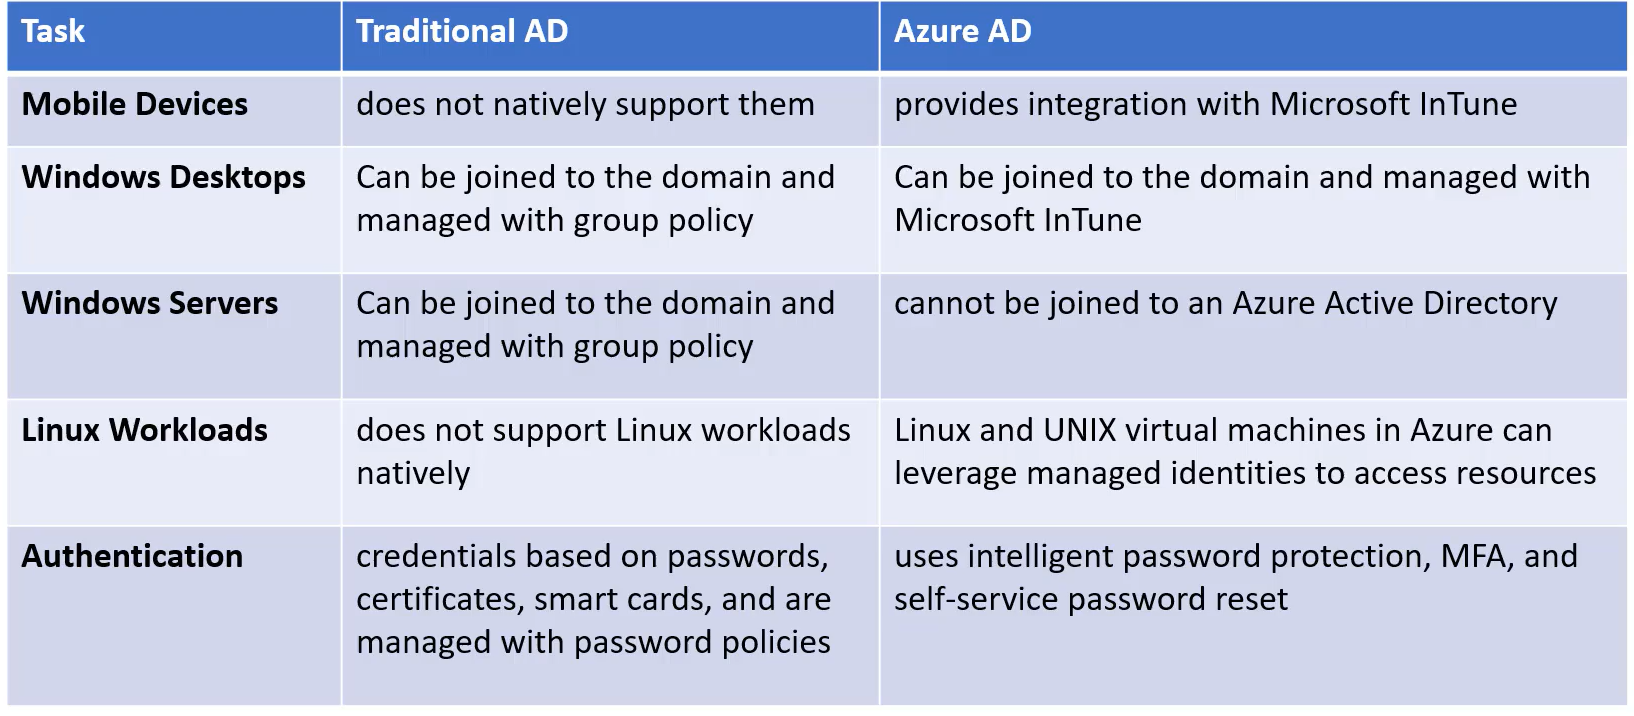 Task
Traditional AD
Azure AD
Mobile Devices
does not natively support them
provides integration with Microsoft InTune
Windows Desktops
Can be joined to the domain and
managed with group policy
Can be joined to the domain and managed with
Microsoft InTune
Windows Servers
Can be joined to the domain and
managed with group policy
cannot be joined to an Azure Active Directory
Linux Workloads
does not support Linux workloads
natively
Linux and UNIX virtual machines in Azure can
leverage managed identities to access resources
Authentication
credentials based on passwords,
certificates, smart cards, and are
managed with password policies
uses intelligent password protection, MFA, and
self-service password reset